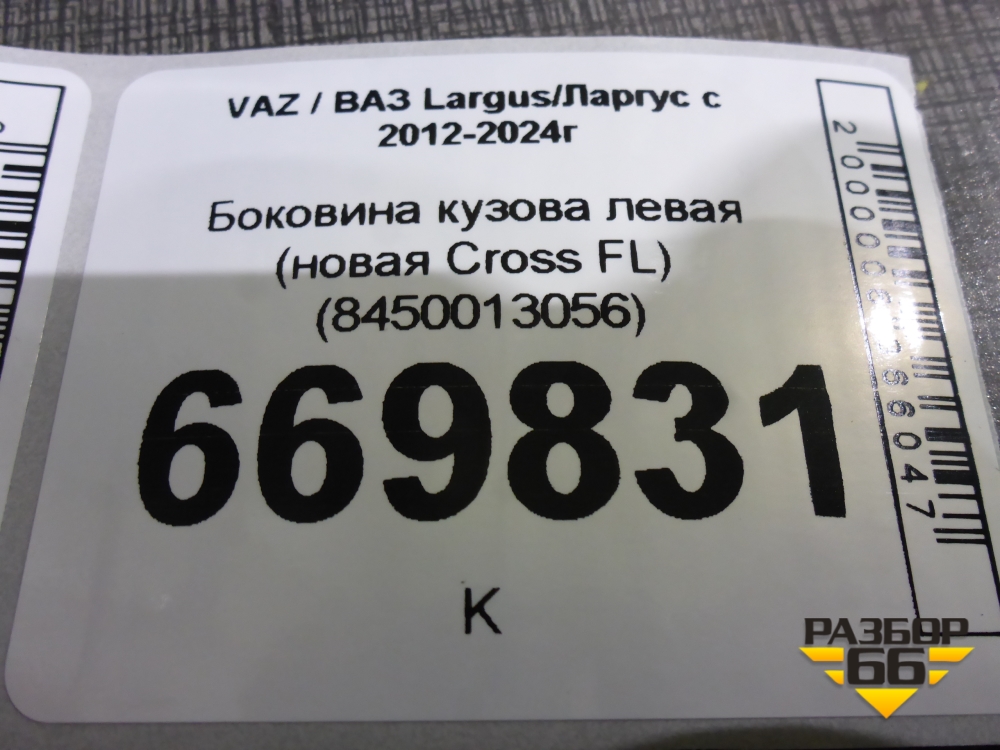 VAZ / ВАЗ Largus/Ларгус с
2012-2024г
Боковина кузова левая
(новая Cross FL)
(8450013056)
669831
К
РАЗБОР
66